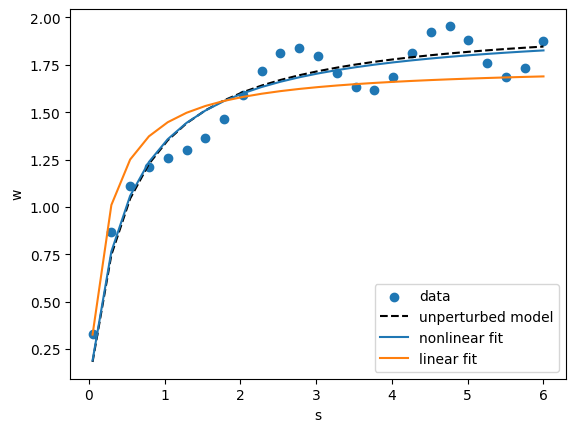 2.00
1.75
1.50
1.25
1.00
0.75
0.50
0.25
w
0 1 2 3 4 5 6
s
data
unperturbed model
nonlinear fit
linear fit